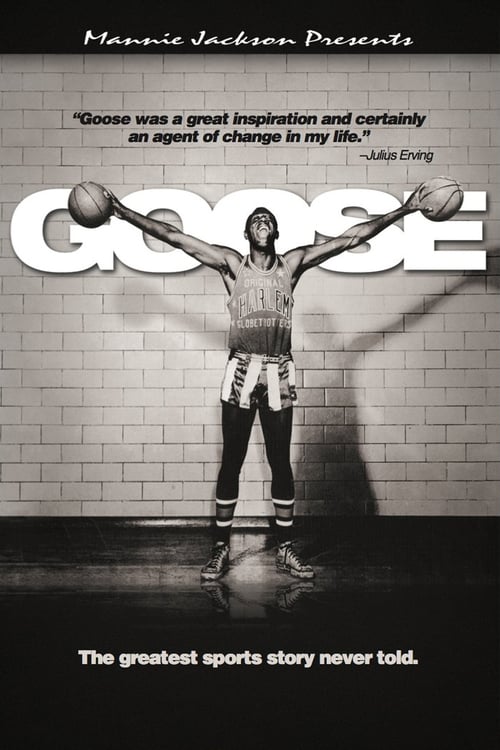 Mannie Jackson Presents
“Goose was a great inspiration and certainly
an agent of change in my life.”
–Julius Erving
GOOSE
ORIGINAL
HARLEM
GLOBETROTTERS
The greatest sports story never told.